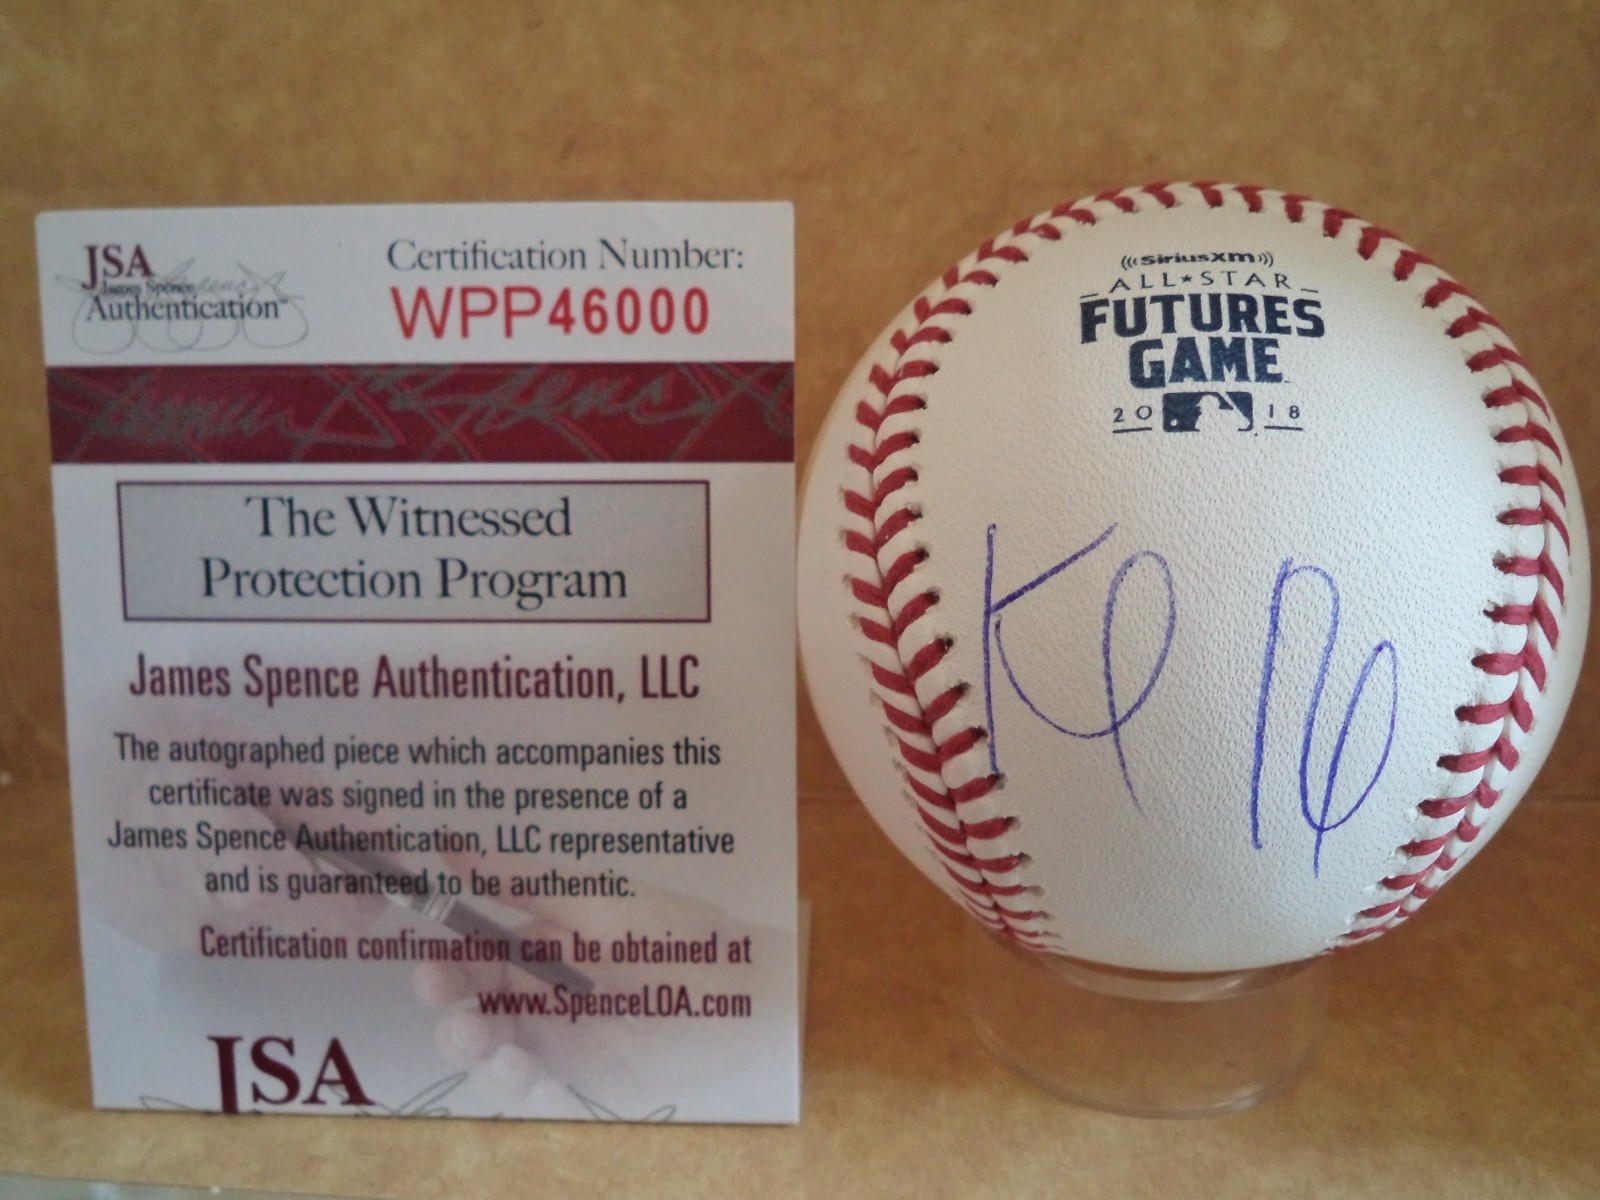 JSA
James Spence
Authentication™
Certification Number:
WPP46000
The Witnessed
Protection Program
James Spence Authentication, LLC
The autographed piece which accompanies this
certificate was signed in the presence of a
James Spence Authentication, LLC representative
and is guaranteed to be authentic.
Certification confirmation can be obtained at
www.SpenceLOA.com
JSA
SiriusXM
ALL★STAR
FUTURES
GAME
2018